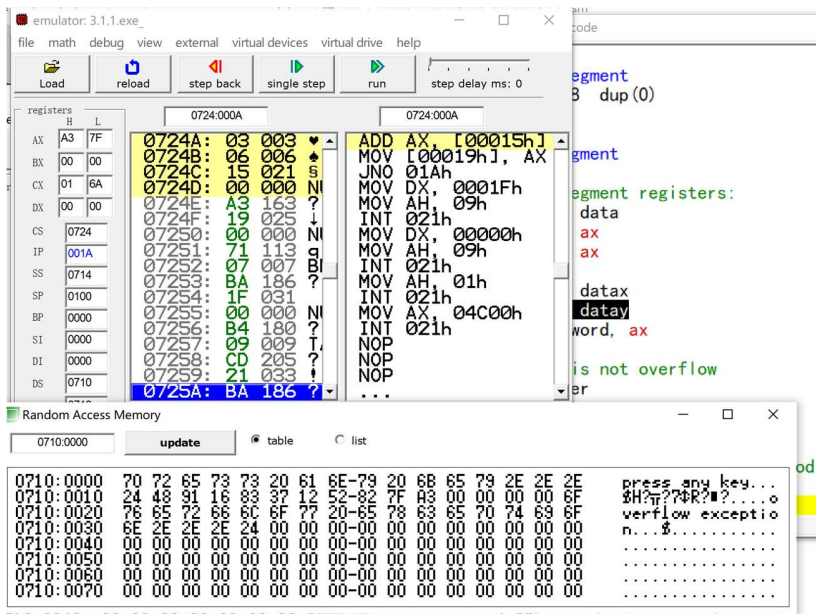 emulator: 3.1.1.exe_
file math debug view external virtual devices virtual drive help
Load reload step back single step run step delay ms: 0
registers
H L
AX A3 7F
BX 00 00
CX 01 6A
DX 00 00
CS 0724
IP 001A
SS 0714
SP 0100
BP 0000
SI 0000
DI 0000
DS 0710
0724:000A
0724A: 03 003 ♥
0724B: 06 006 ♠
0724C: 15 021 §
0724D: 00 000 NU
0724E: A3 163 ?
0724F: 19 025 ↓
07250: 00 000 NU
07251: 71 113 q
07252: 07 007 BE
07253: BA 186 ?
07254: 1F 031
07255: 00 000 NU
07256: B4 180 ?
07257: 09 009 TA
07258: CD 205 ?
07259: 21 033 !
0725A: BA 186 ?
0724:000A
ADD AX, [00015h]
MOV [00019h], AX
JNO 01Ah
MOV DX, 0001Fh
MOV AH, 09h
INT 021h
MOV DX, 00000h
MOV AH, 09h
INT 021h
MOV AH, 01h
INT 021h
MOV AX, 04C00h
INT 021h
NOP
NOP
NOP
...
code
egment
8 dup(0)
gment
egment registers:
data
ax
ax
datax
datay
word, ax
is not overflow
er
od
Random Access Memory
0710:0000 update table list
0710:0000 70 72 65 73 73 20 61 6E-79 20 6B 65 79 2E 2E 2E press any key...
0710:0010 24 48 91 16 83 37 12 52-82 7F A3 00 00 00 00 6F $H?╥?7$R?■?....o
0710:0020 76 65 72 66 6C 6F 77 20-65 78 63 65 70 74 69 6F verflow exceptio
0710:0030 6E 2E 2E 2E 24 00 00 00-00 00 00 00 00 00 00 00 n...$...........
0710:0040 00 00 00 00 00 00 00 00-00 00 00 00 00 00 00 00 ................
0710:0050 00 00 00 00 00 00 00 00-00 00 00 00 00 00 00 00 ................
0710:0060 00 00 00 00 00 00 00 00-00 00 00 00 00 00 00 00 ................
0710:0070 00 00 00 00 00 00 00 00-00 00 00 00 00 00 00 00 ................